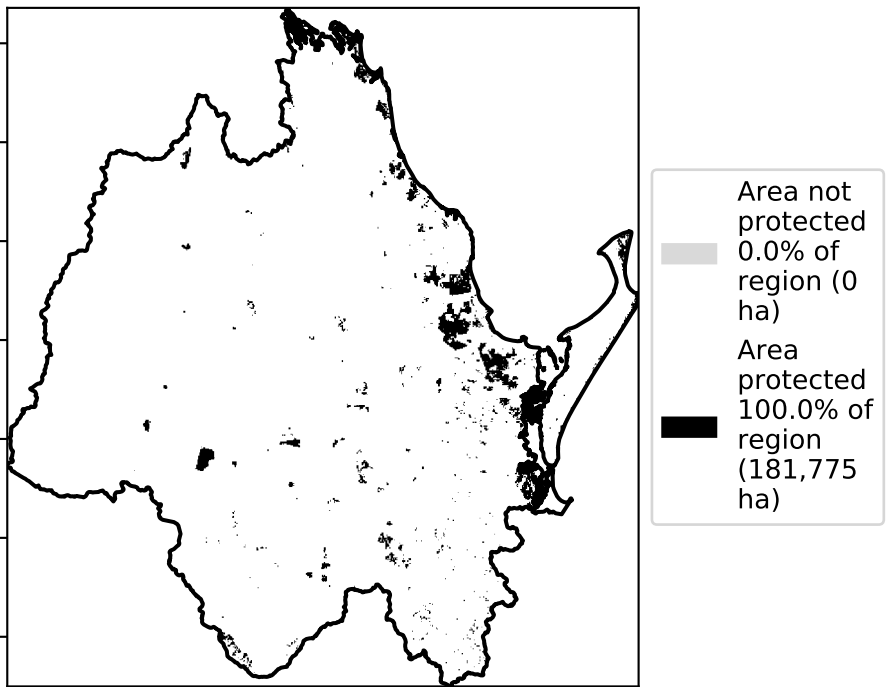 Area not
protected
0.0% of
region (0
ha)
Area
protected
100.0% of
region
(181,775
ha)